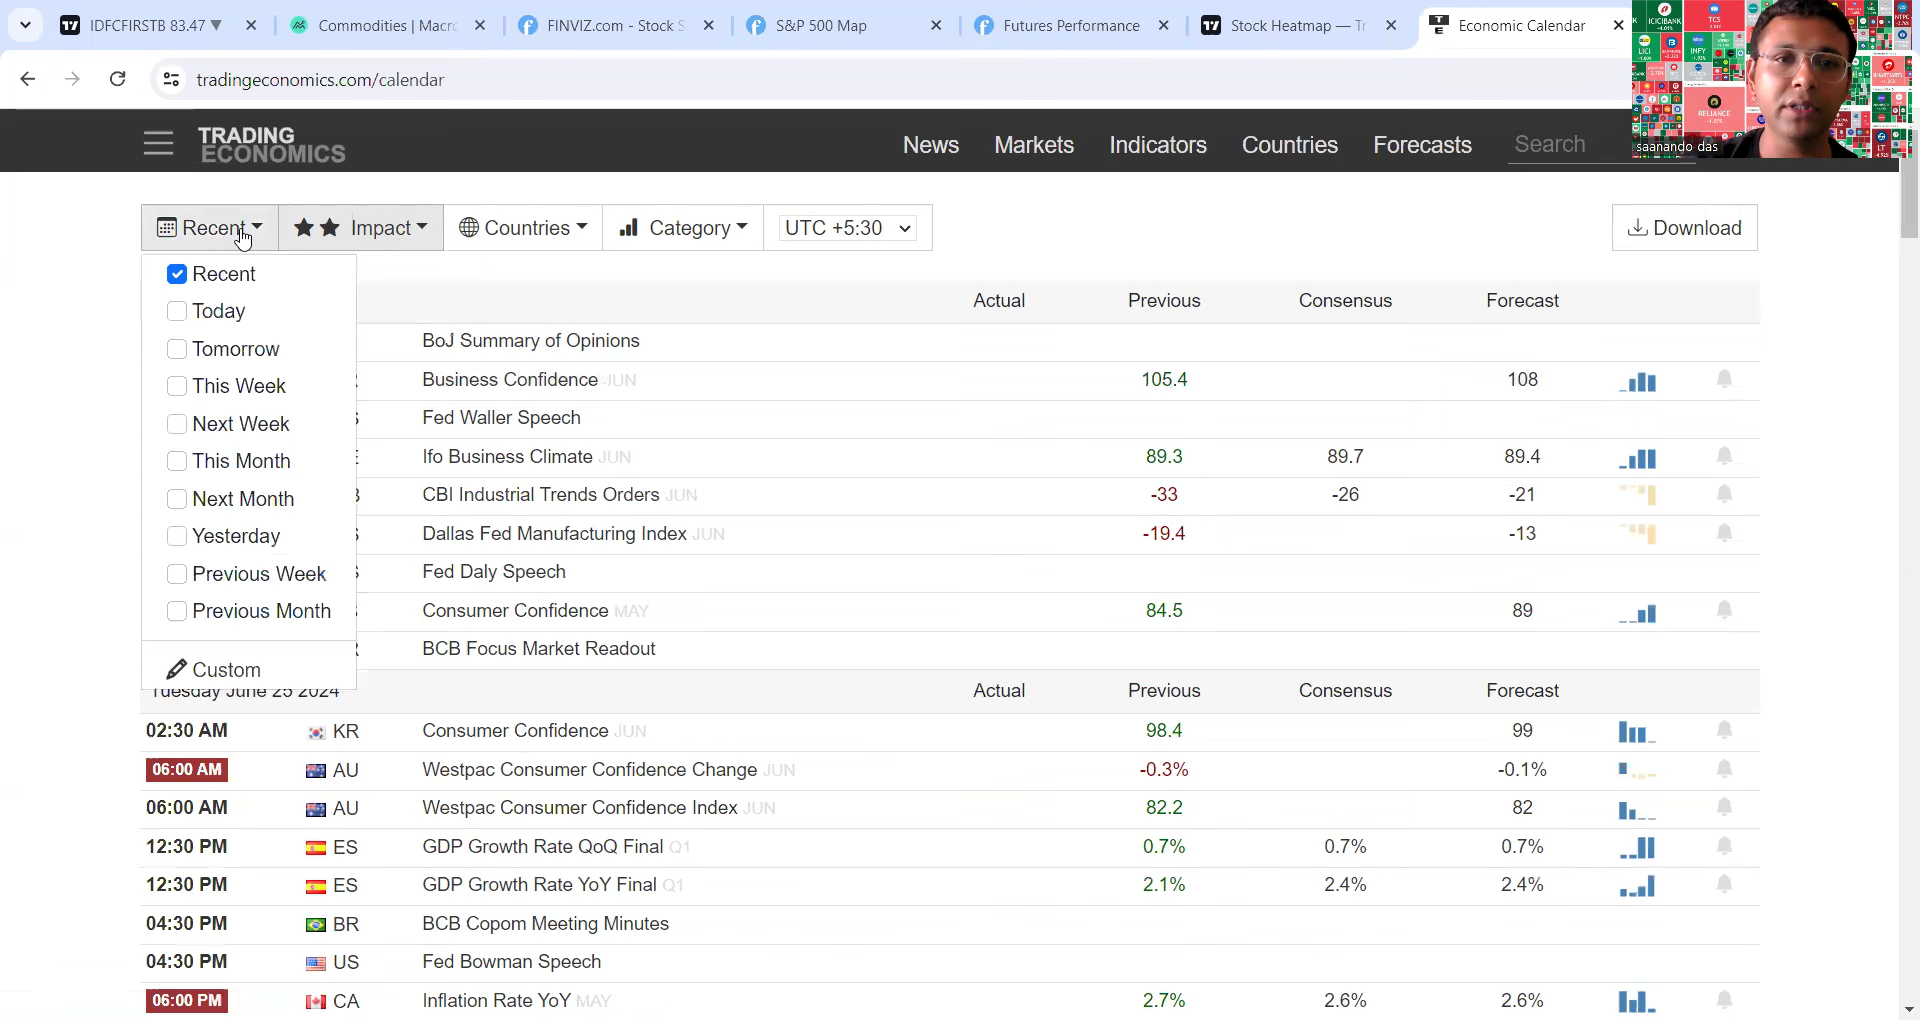 IDFCFIRSTB 83.47 ▼
Commodities | Macro
FINVIZ.com - Stock S
S&P 500 Map
Futures Performance
Stock Heatmap — Tr
Economic Calendar
tradingeconomics.com/calendar
TRADING
ECONOMICS
News
Markets
Indicators
Countries
Forecasts
Search
ICICIBANK
TCS
LICI
INFY
RELIANCE
BHARTIARTL
LT
NTPC
saanando das
Recent
Impact
Countries
Category
UTC +5:30
Download
Recent
Today
Tomorrow
This Week
Next Week
This Month
Next Month
Yesterday
Previous Week
Previous Month
Custom
Actual Previous Consensus Forecast
BoJ Summary of Opinions
Business Confidence JUN 105.4 108
Fed Waller Speech
Ifo Business Climate JUN 89.3 89.7 89.4
CBI Industrial Trends Orders JUN -33 -26 -21
Dallas Fed Manufacturing Index JUN -19.4 -13
Fed Daly Speech
Consumer Confidence MAY 84.5 89
BCB Focus Market Readout
Tuesday June 25 2024 Actual Previous Consensus Forecast
02:30 AM KR Consumer Confidence JUN 98.4 99
06:00 AM AU Westpac Consumer Confidence Change JUN -0.3% -0.1%
06:00 AM AU Westpac Consumer Confidence Index JUN 82.2 82
12:30 PM ES GDP Growth Rate QoQ Final Q1 0.7% 0.7% 0.7%
12:30 PM ES GDP Growth Rate YoY Final Q1 2.1% 2.4% 2.4%
04:30 PM BR BCB Copom Meeting Minutes
04:30 PM US Fed Bowman Speech
06:00 PM CA Inflation Rate YoY MAY 2.7% 2.6% 2.6%